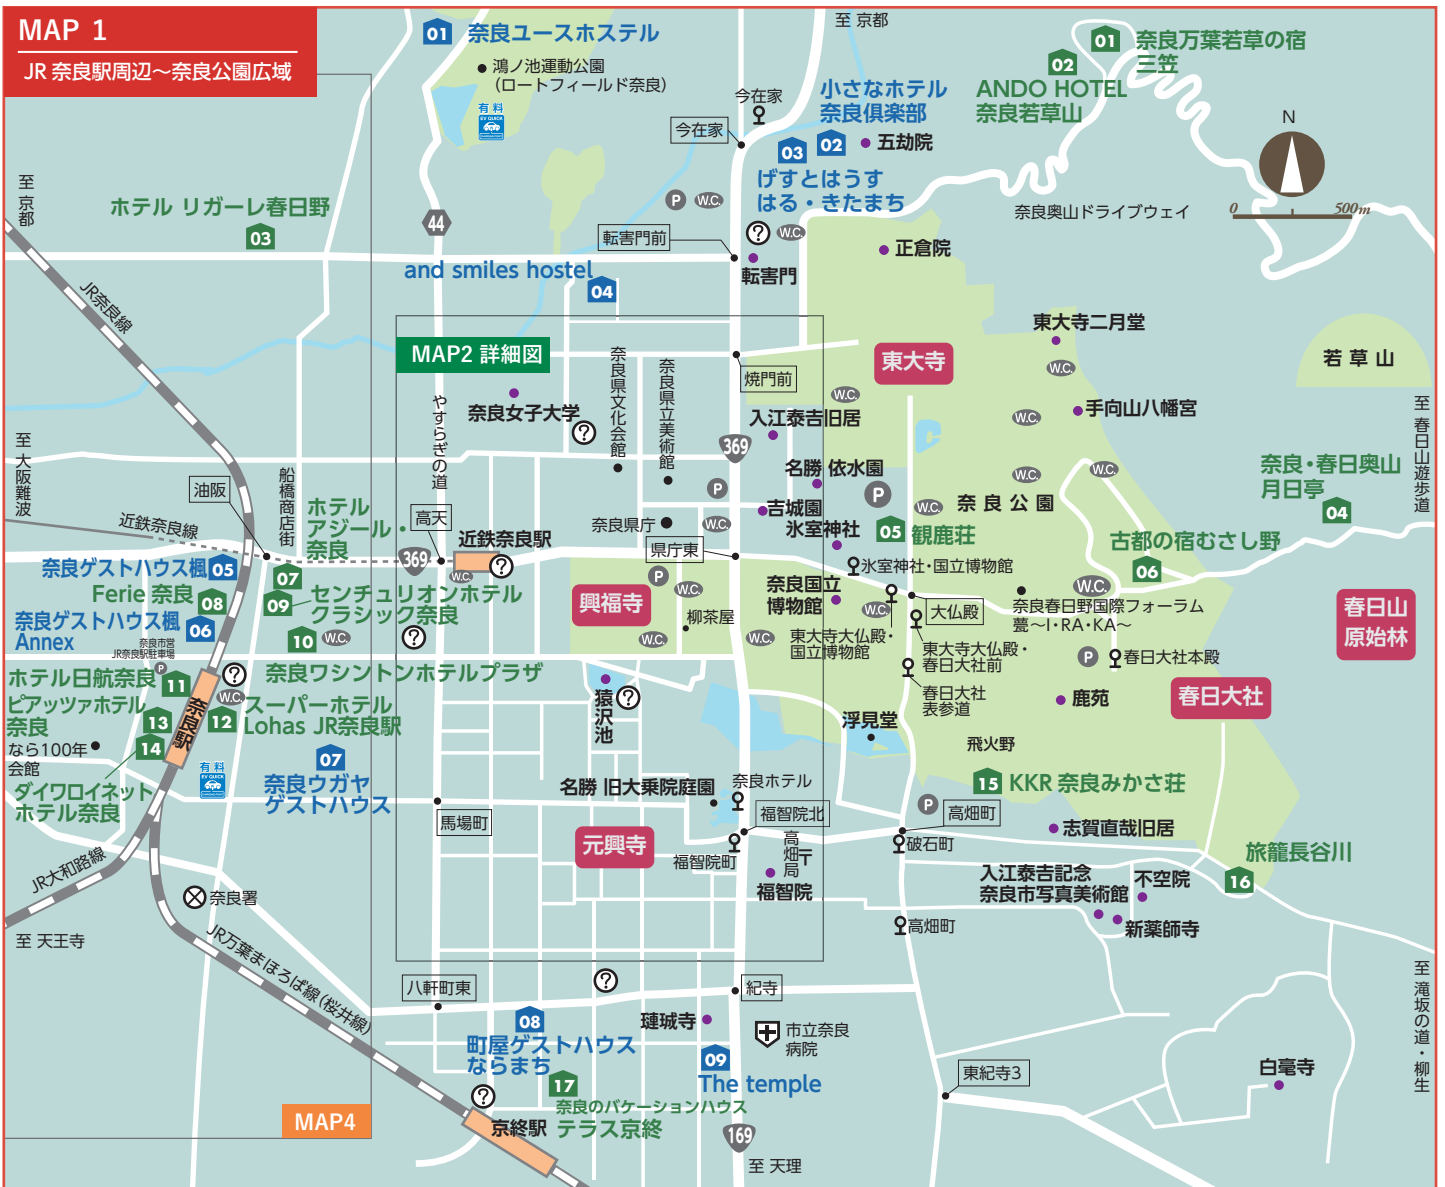 MAP 1
JR 奈良駅周辺～奈良公園広域
01
奈良ユースホステル
鴻ノ池運動公園
（ロートフィールド奈良）
有料
EV QUICK
至 京都
今在家
今在家
小さなホテル
奈良倶楽部
02
03
五劫院
げすとはうす
はる・きたまち
01
奈良万葉若草の宿
三笠
02
ANDO HOTEL
奈良若草山
N
0
500m
奈良奥山ドライブウェイ
至 京都
ホテル リガーレ春日野
03
44
P
W.C.
転害門前
?
W.C.
転害門
正倉院
and smiles hostel
04
JR奈良線
MAP2 詳細図
東大寺
東大寺二月堂
W.C.
若草山
焼門前
奈良県文化会館
奈良県立美術館
やすらぎの道
奈良女子大学
?
W.C.
入江泰吉旧居
手向山八幡宮
W.C.
至 春日山遊歩道
369
名勝 依水園
P
P
W.C.
W.C.
W.C.
奈良公園
奈良・春日奥山
月日亭
04
至 大阪難波
油阪
船橋商店街
ホテル
アジール・
奈良
高天
近鉄奈良駅
近鉄奈良線
369
W.C.
?
奈良県庁
W.C.
県庁東
吉城園
氷室神社
05
観鹿荘
古都の宿むさし野
06
奈良ゲストハウス楓
05
07
Ferie 奈良
08
09
センチュリオンホテル
クラシック奈良
奈良ゲストハウス楓
Annex
06
10
W.C.
?
興福寺
P
W.C.
柳茶屋
W.C.
W.C.
奈良国立
博物館
W.C.
氷室神社・国立博物館
大仏殿
東大寺大仏殿・
国立博物館
東大寺大仏殿・
春日大社前
春日大社
表参道
W.C.
奈良春日野国際フォーラム
甍～I・RA・KA～
P
春日大社本殿
春日山
原始林
春日大社
鹿苑
奈良市営
JR奈良駅駐車場
P
ホテル日航奈良
11
?
奈良ワシントンホテルプラザ
ピアッツァホテル
奈良
13
奈良駅
W.C.
12
スーパーホテル
Lohas JR奈良駅
14
なら100年
会館
ダイワロイネット
ホテル奈良
有料
EV QUICK
07
奈良ウガヤ
ゲストハウス
猿沢池
?
浮見堂
飛火野
15
KKR 奈良みかさ荘
名勝 旧大乗院庭園
奈良ホテル
馬場町
元興寺
福智院北
福智院町
高畑局
〒
福智院
P
高畑町
破石町
志賀直哉旧居
旅籠長谷川
16
入江泰吉記念
奈良市写真美術館
不空院
新薬師寺
高畑町
JR大和路線
奈良署
至 天王寺
JR万葉まほろば線(桜井線)
八軒町東
?
紀寺
08
町屋ゲストハウス
ならまち
璉珹寺
市立奈良
病院
09
The temple
至 滝坂の道・柳生
白毫寺
東紀寺3
MAP4
?
京終駅
17
奈良のバケーションハウス
テラス京終
169
至 天理